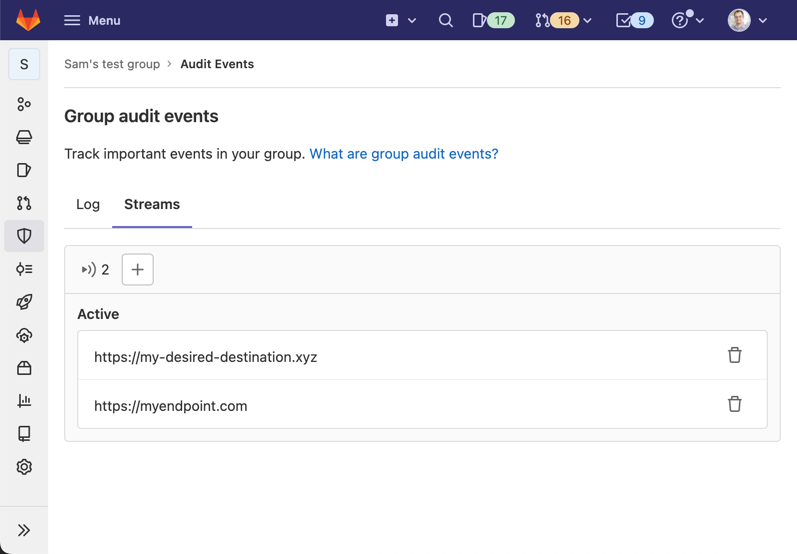 Menu
17
16
9
S
Sam's test group › Audit Events
Group audit events
Track important events in your group. What are group audit events?
Log Streams
2
Active
https://my-desired-destination.xyz
https://myendpoint.com